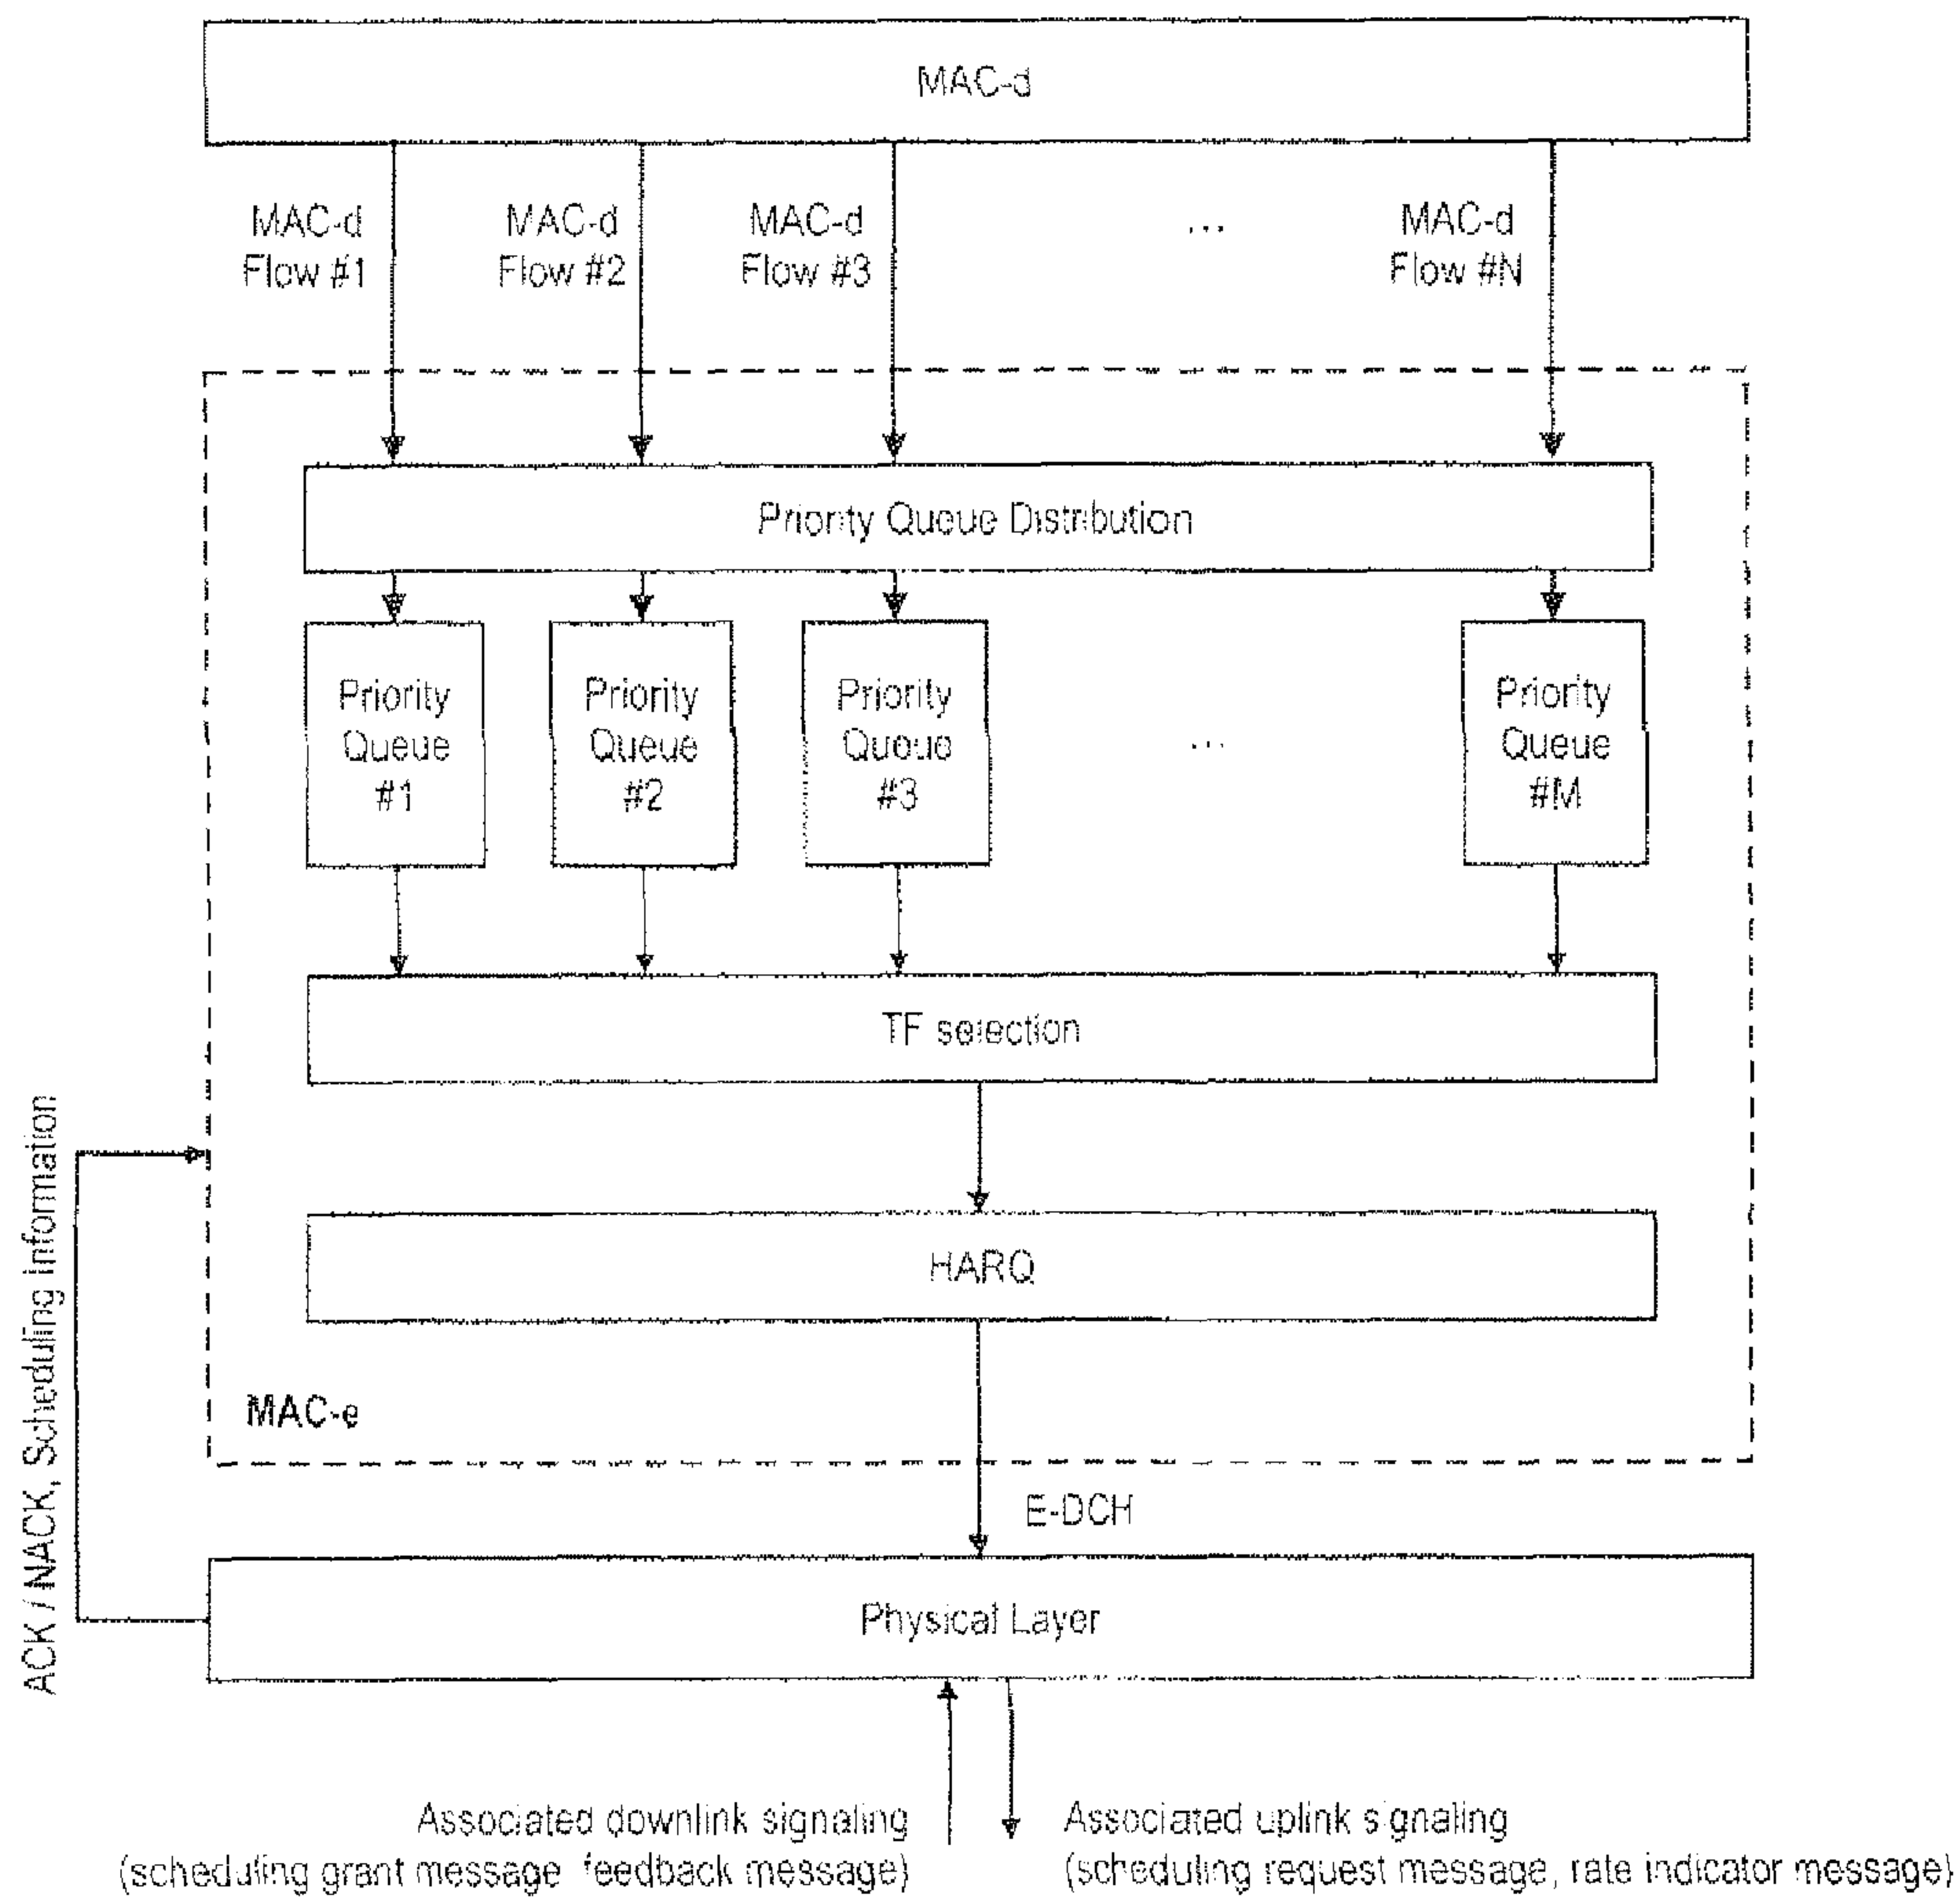 MAC-d
MAC-d
Flow #1
MAC-d
Flow #2
MAC-d
Flow #3
...
MAC-d
Flow #N
Priority Queue Distribution
Priority
Queue
#1
Priority
Queue
#2
Priority
Queue
#3
...
Priority
Queue
#M
TF selection
HARQ
MAC-e
ACK / NACK, Scheduling information
E-DCH
Physical Layer
Associated downlink signaling
(scheduling grant message feedback message)
Associated uplink signaling
(scheduling request message, rate indicator message)